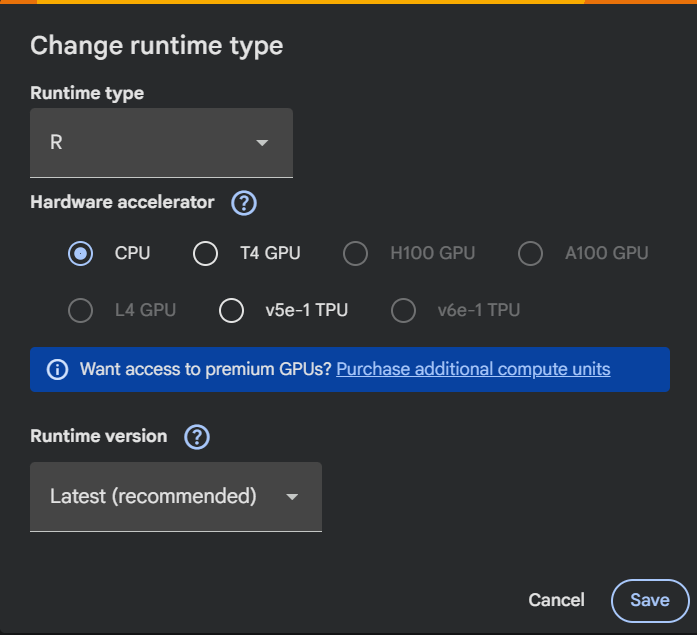 Change runtime type
Runtime type
R
Hardware accelerator ?
CPU T4 GPU H100 GPU A100 GPU
L4 GPU v5e-1 TPU v6e-1 TPU
Want access to premium GPUs? Purchase additional compute units
Runtime version ?
Latest (recommended)
Cancel Save